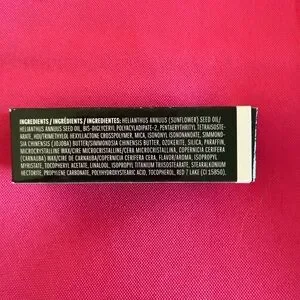 INGREDIENTS / INGRÉDIENTS / INGREDIENTES: HELIANTHUS ANNUUS (SUNFLOWER) SEED OIL/
HELIANTHUS ANNUUS SEED OIL, BIS-DIGLYCERYL POLYACYLADIPATE-2, PENTAERYTHRITYL TETRAISOSTE-
ARATE, HDI/TRIMETHYLOL HEXYLLACTONE CROSSPOLYMER, MICA, ISONONYL ISONONANOATE, SIMMOND-
SIA CHINENSIS (JOJOBA) BUTTER/SIMMONDSIA CHINENSIS BUTTER, OZOKERITE, SILICA, PARAFFIN,
MICROCRYSTALLINE WAX/CIRE MICROCRISTALLINE/CERA MICROCRISTALLINA, COPERNICIA CERIFERA
(CARNAUBA) WAX/CIRE DE CARNAUBA/COPERNICIA CERIFERA CERA, FLAVOR/AROMA, ISOPROPYL
MYRISTATE, TOCOPHERYL ACETATE, LINALOOL, ISOPROPYL TITANIUM TRIISOSTEARATE, STEARALKONIUM
HECTORITE, PROPYLENE CARBONATE, POLYHYDROXYSTEARIC ACID, TOCOPHEROL, RED 7 LAKE (CI 15850).